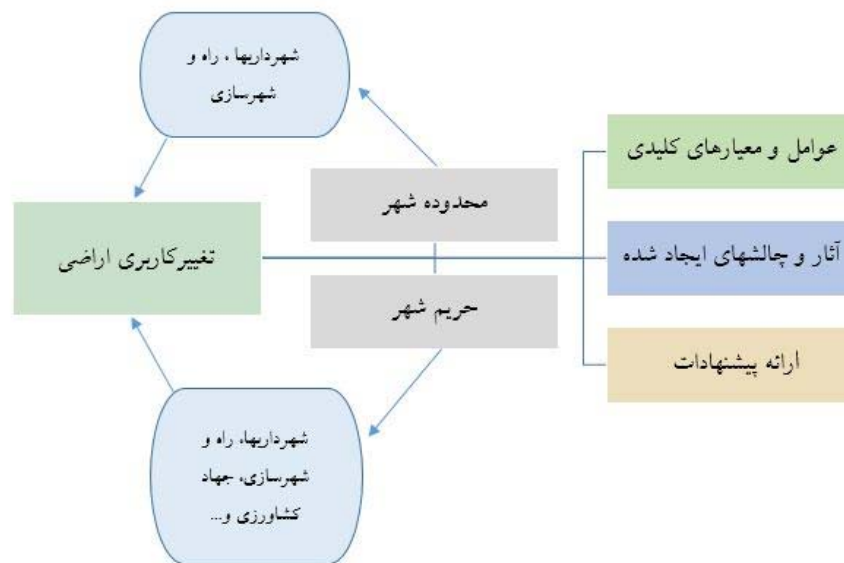 شهرداریها ، راه و
شهرسازی
عوامل و معیارهای کلیدی
محدوده شهر
آثار و چالشهای ایجاد شده
تغییرکاربری اراضی
حریم شهر
ارائه پیشنهادات
شهرداریها، راه و
شهرسازی، جهاد
کشاورزی و...